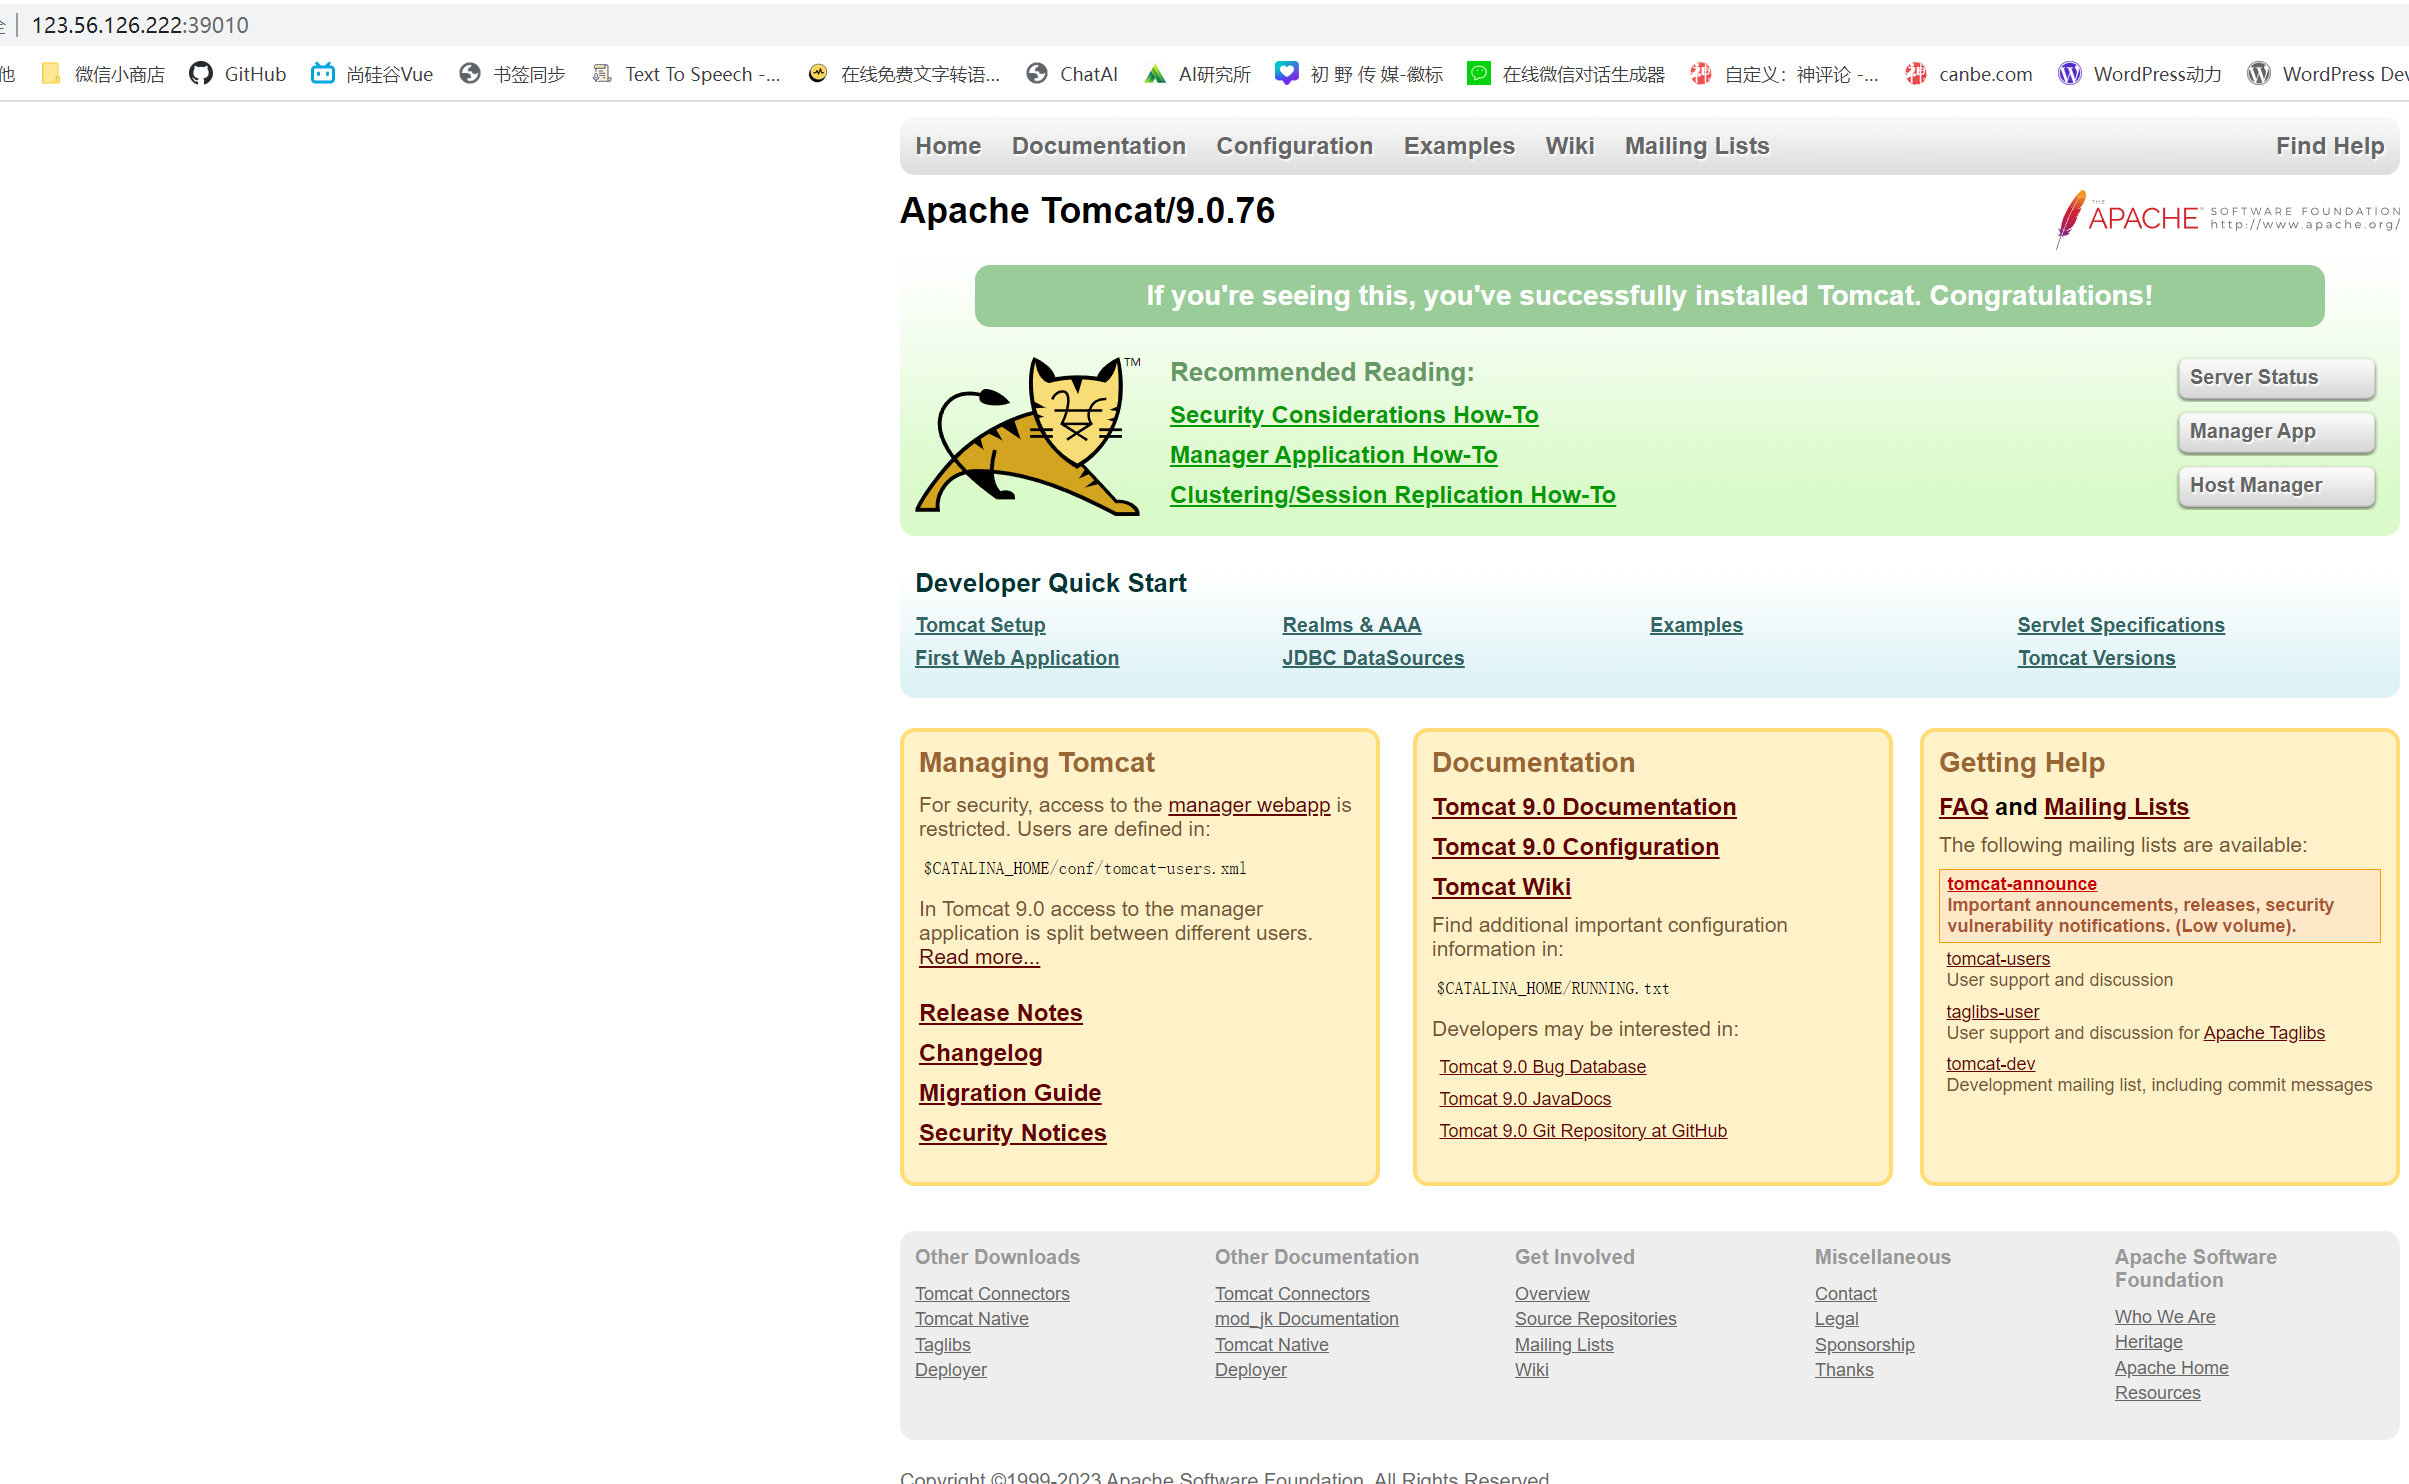 全 123.56.126.222:39010
他 微信小商店 GitHub 尚硅谷Vue 书签同步 Text To Speech -... 在线免费文字转语... ChatAI AI研究所 初 野 传 媒-徽标 在线微信对话生成器 自定义：神评论 -... canbe.com WordPress动力 WordPress Dev
Home Documentation Configuration Examples Wiki Mailing Lists Find Help
Apache Tomcat/9.0.76
THE APACHE™ SOFTWARE FOUNDATION
http://www.apache.org/
If you're seeing this, you've successfully installed Tomcat. Congratulations!
TM
Recommended Reading:
Security Considerations How-To
Manager Application How-To
Clustering/Session Replication How-To
Server Status
Manager App
Host Manager
Developer Quick Start
Tomcat Setup
First Web Application
Realms & AAA
JDBC DataSources
Examples
Servlet Specifications
Tomcat Versions
Managing Tomcat
For security, access to the manager webapp is
restricted. Users are defined in:
$CATALINA_HOME/conf/tomcat-users.xml
In Tomcat 9.0 access to the manager
application is split between different users.
Read more...
Release Notes
Changelog
Migration Guide
Security Notices
Documentation
Tomcat 9.0 Documentation
Tomcat 9.0 Configuration
Tomcat Wiki
Find additional important configuration
information in:
$CATALINA_HOME/RUNNING.txt
Developers may be interested in:
Tomcat 9.0 Bug Database
Tomcat 9.0 JavaDocs
Tomcat 9.0 Git Repository at GitHub
Getting Help
FAQ and Mailing Lists
The following mailing lists are available:
tomcat-announce
Important announcements, releases, security
vulnerability notifications. (Low volume).
tomcat-users
User support and discussion
taglibs-user
User support and discussion for Apache Taglibs
tomcat-dev
Development mailing list, including commit messages
Other Downloads
Tomcat Connectors
Tomcat Native
Taglibs
Deployer
Other Documentation
Tomcat Connectors
mod_jk Documentation
Tomcat Native
Deployer
Get Involved
Overview
Source Repositories
Mailing Lists
Wiki
Miscellaneous
Contact
Legal
Sponsorship
Thanks
Apache Software
Foundation
Who We Are
Heritage
Apache Home
Resources
Copyright ©1999-2023 Apache Software Foundation. All Rights Reserved